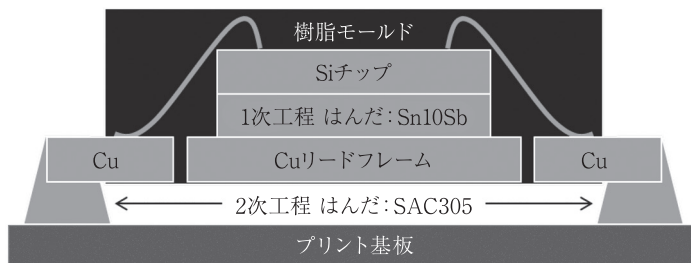 樹脂モールド
Siチップ
1次工程 はんだ：Sn10Sb
Cu
Cuリードフレーム
Cu
2次工程 はんだ：SAC305
プリント基板